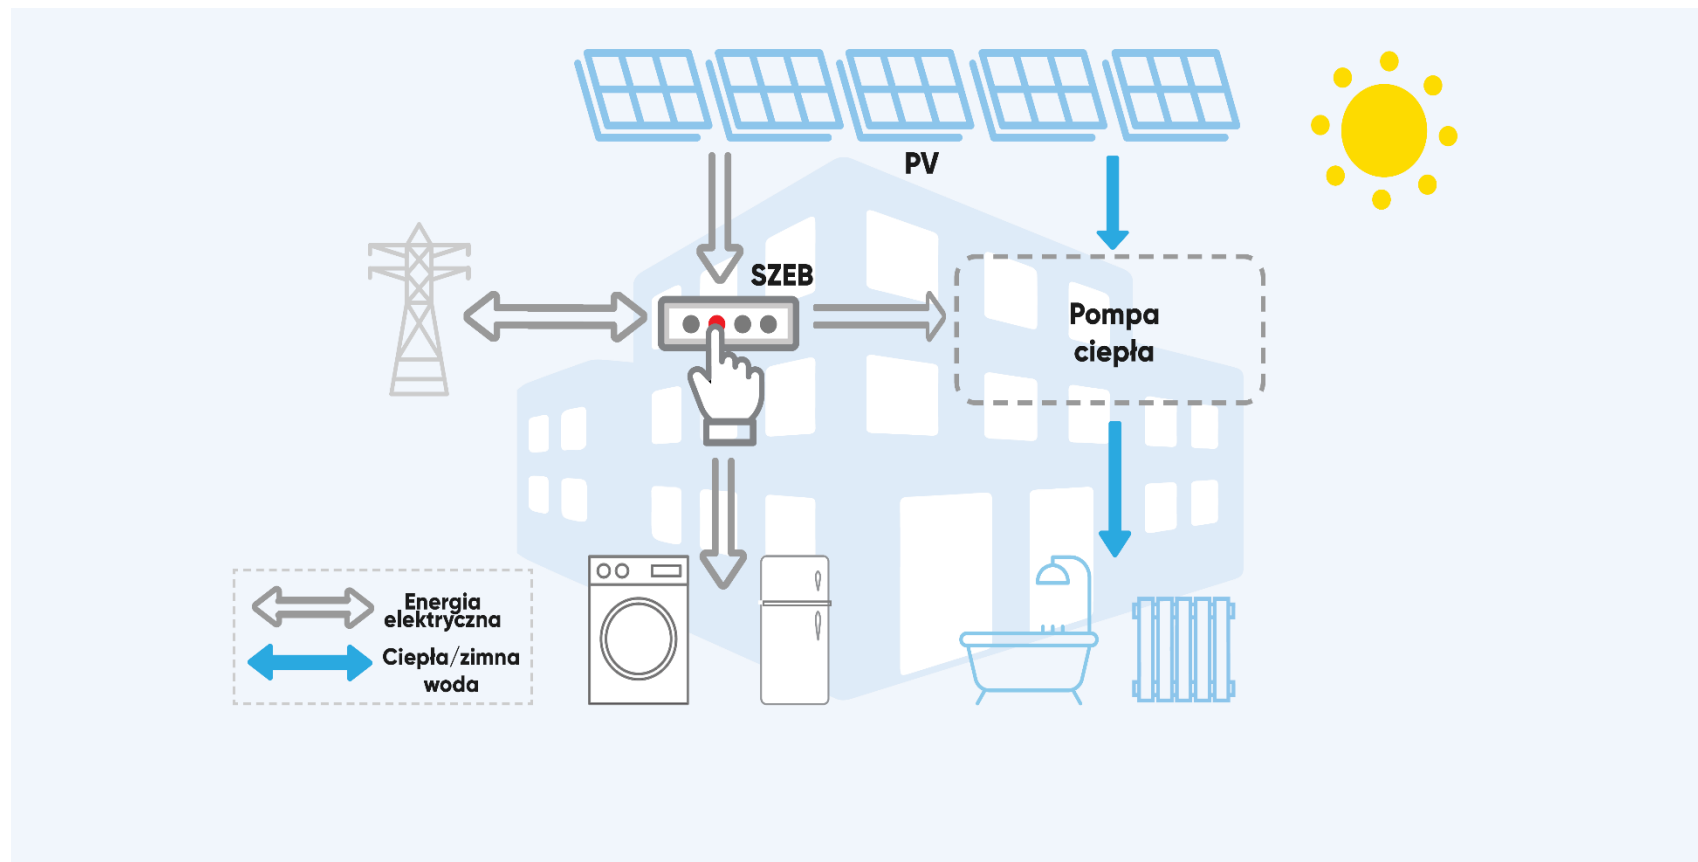 PV
SZEB
Pompa
ciepła
Energia
elektryczna
Ciepła/zimna
woda